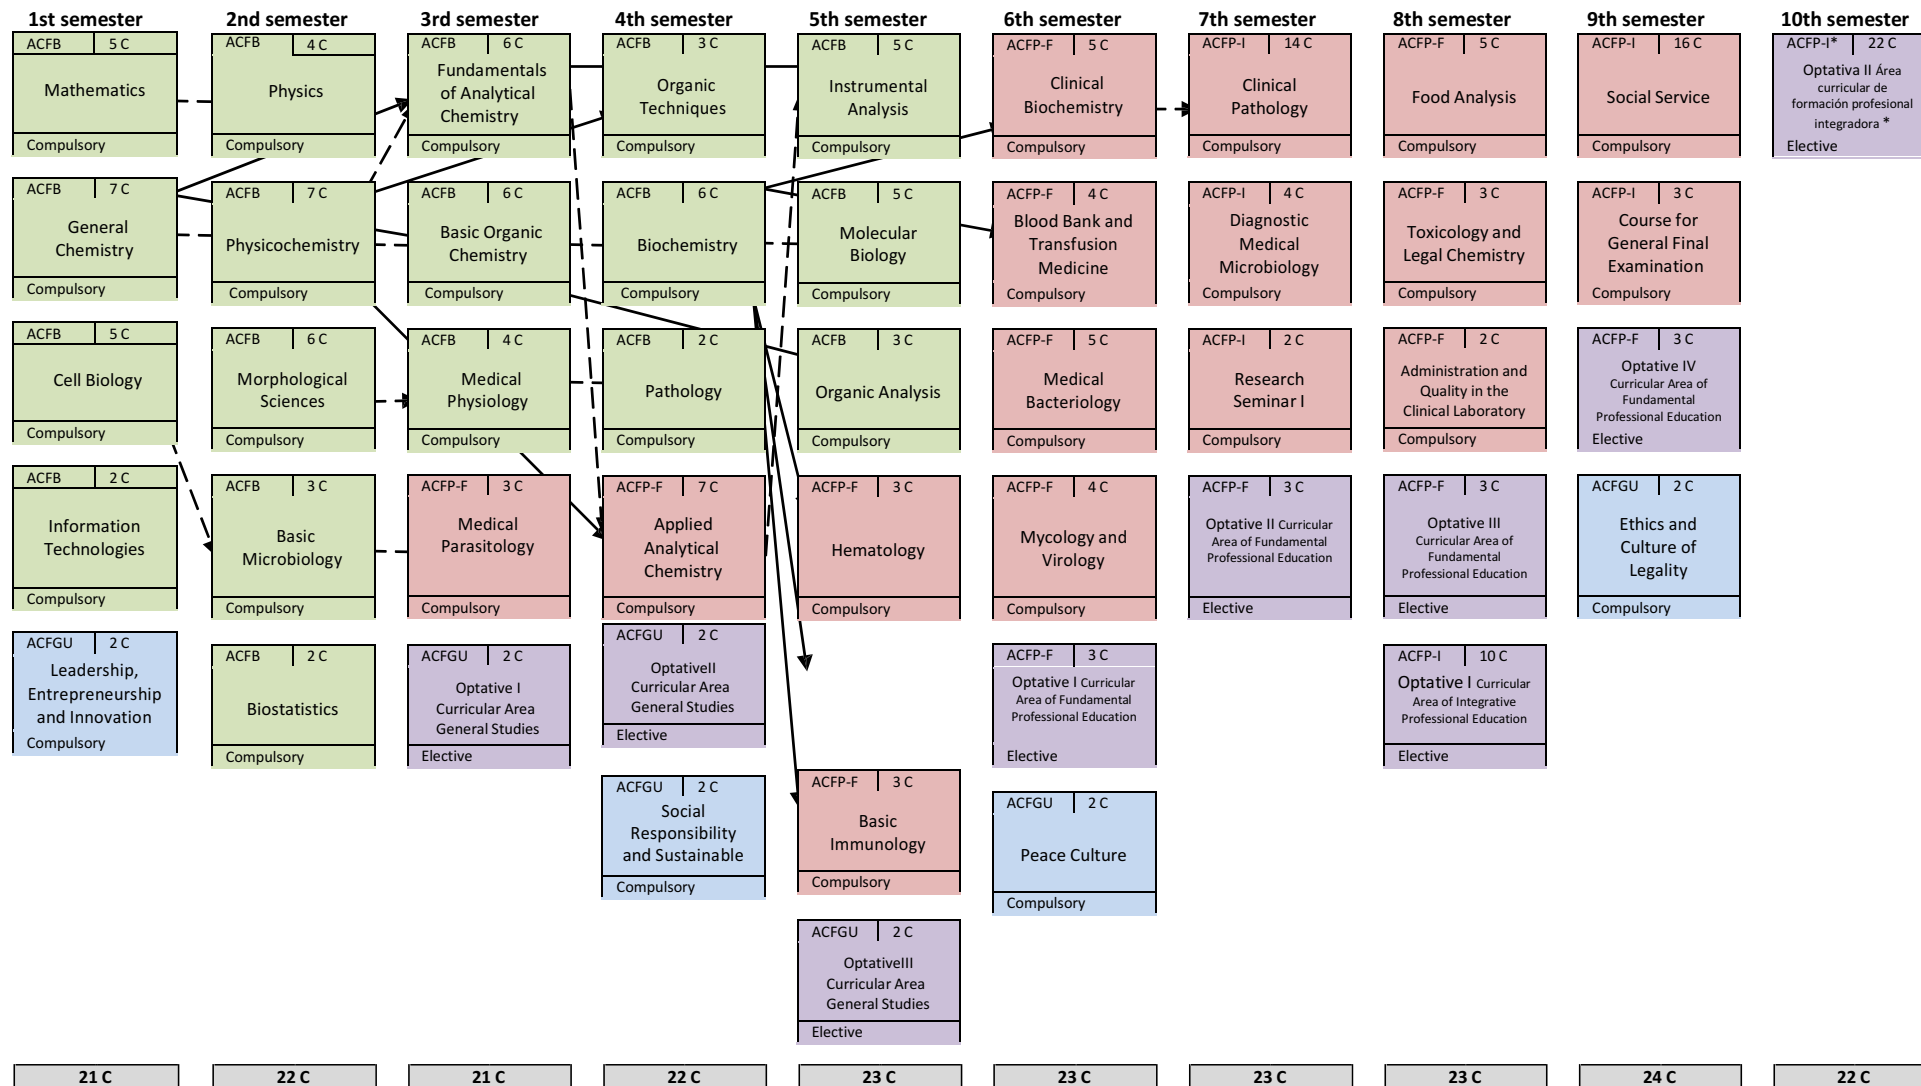 1st semester
ACFB 5 C
Mathematics
Compulsory
ACFB 7 C
General
Chemistry
Compulsory
ACFB 5 C
Cell Biology
Compulsory
ACFB 2 C
Information
Technologies
Compulsory
ACFGU 2 C
Leadership,
Entrepreneurship
and Innovation
Compulsory
21 C
2nd semester
ACFB 4 C
Physics
Compulsory
ACFB 7 C
Physicochemistry
Compulsory
ACFB 6 C
Morphological
Sciences
Compulsory
ACFB 3 C
Basic
Microbiology
Compulsory
ACFB 2 C
Biostatistics
Compulsory
22 C
3rd semester
ACFB 6 C
Fundamentals
of Analytical
Chemistry
Compulsory
ACFB 6 C
Basic Organic
Chemistry
Compulsory
ACFB 4 C
Medical
Physiology
Compulsory
ACFP-F 3 C
Medical
Parasitology
Compulsory
ACFGU 2 C
Optative I
Curricular Area
General Studies
Elective
21 C
4th semester
ACFB 3 C
Organic
Techniques
Compulsory
ACFB 6 C
Biochemistry
Compulsory
ACFB 2 C
Pathology
Compulsory
ACFP-F 7 C
Applied
Analytical
Chemistry
Compulsory
ACFGU 2 C
OptativeII
Curricular Area
General Studies
Elective
ACFGU 2 C
Social
Responsibility
and Sustainable
Compulsory
22 C
5th semester
ACFB 5 C
Instrumental
Analysis
Compulsory
ACFB 5 C
Molecular
Biology
Compulsory
ACFB 3 C
Organic Analysis
Compulsory
ACFP-F 3 C
Hematology
Compulsory
ACFP-F 3 C
Basic
Immunology
Compulsory
ACFGU 2 C
OptativeIII
Curricular Area
General Studies
Elective
23 C
6th semester
ACFP-F 5 C
Clinical
Biochemistry
Compulsory
ACFP-F 4 C
Blood Bank and
Transfusion
Medicine
Compulsory
ACFP-F 5 C
Medical
Bacteriology
Compulsory
ACFP-F 4 C
Mycology and
Virology
Compulsory
ACFP-F 3 C
Optative I Curricular
Area of Fundamental
Professional Education
Elective
ACFGU 2 C
Peace Culture
Compulsory
23 C
7th semester
ACFP-I 14 C
Clinical
Pathology
Compulsory
ACFP-I 4 C
Diagnostic
Medical
Microbiology
Compulsory
ACFP-I 2 C
Research
Seminar I
Compulsory
ACFP-F 3 C
Optative II Curricular
Area of Fundamental
Professional Education
Elective
23 C
8th semester
ACFP-F 5 C
Food Analysis
Compulsory
ACFP-F 3 C
Toxicology and
Legal Chemistry
Compulsory
ACFP-F 2 C
Administration and
Quality in the
Clinical Laboratory
Compulsory
ACFP-F 3 C
Optative III
Curricular Area of
Fundamental
Professional Education
Elective
ACFP-I 10 C
Optative I Curricular
Area of Integrative
Professional Education
Elective
23 C
9th semester
ACFP-I 16 C
Social Service
Compulsory
ACFP-I 3 C
Course for
General Final
Examination
Compulsory
ACFP-F 3 C
Optative IV
Curricular Area of
Fundamental
Professional Education
Elective
ACFGU 2 C
Ethics and
Culture of
Legality
Compulsory
24 C
10th semester
ACFP-I* 22 C
Optativa II Área
curricular de
formación profesional
integradora *
Elective
22 C